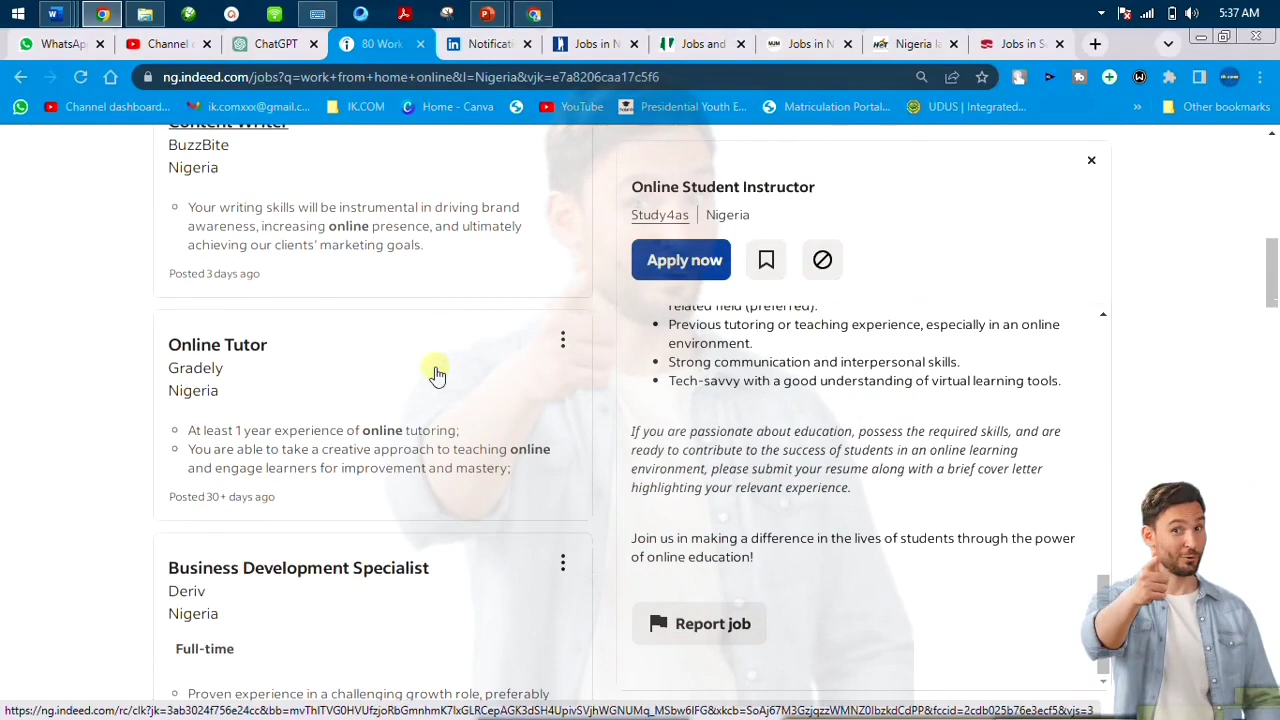 5:37 AM
WhatsAp
Channel c
ChatGPT
80 Work
Notificati
Jobs in N
Jobs and
Jobs in N
Nigeria la
Jobs in S
ng.indeed.com/jobs?q=work+from+home+online&l=Nigeria&vjk=e7a8206caa17c5f6
Channel dashboard...
ik.comxxx@gmail.c...
IK.COM
Home - Canva
YouTube
Presidential Youth E...
Matriculation Portal...
UDUS | Integrated...
»
Other bookmarks
Content Writer
BuzzBite
Nigeria
Your writing skills will be instrumental in driving brand
awareness, increasing online presence, and ultimately
achieving our clients' marketing goals.
Posted 3 days ago
Online Tutor
Gradely
Nigeria
At least 1 year experience of online tutoring;
You are able to take a creative approach to teaching online
and engage learners for improvement and mastery;
Posted 30+ days ago
Business Development Specialist
Deriv
Nigeria
Full-time
Proven experience in a challenging growth role, preferably
Online Student Instructor
Study4as | Nigeria
Apply now
related field (preferred).
Previous tutoring or teaching experience, especially in an online
environment.
Strong communication and interpersonal skills.
Tech-savvy with a good understanding of virtual learning tools.
If you are passionate about education, possess the required skills, and are
ready to contribute to the success of students in an online learning
environment, please submit your resume along with a brief cover letter
highlighting your relevant experience.
Join us in making a difference in the lives of students through the power
of online education!
Report job